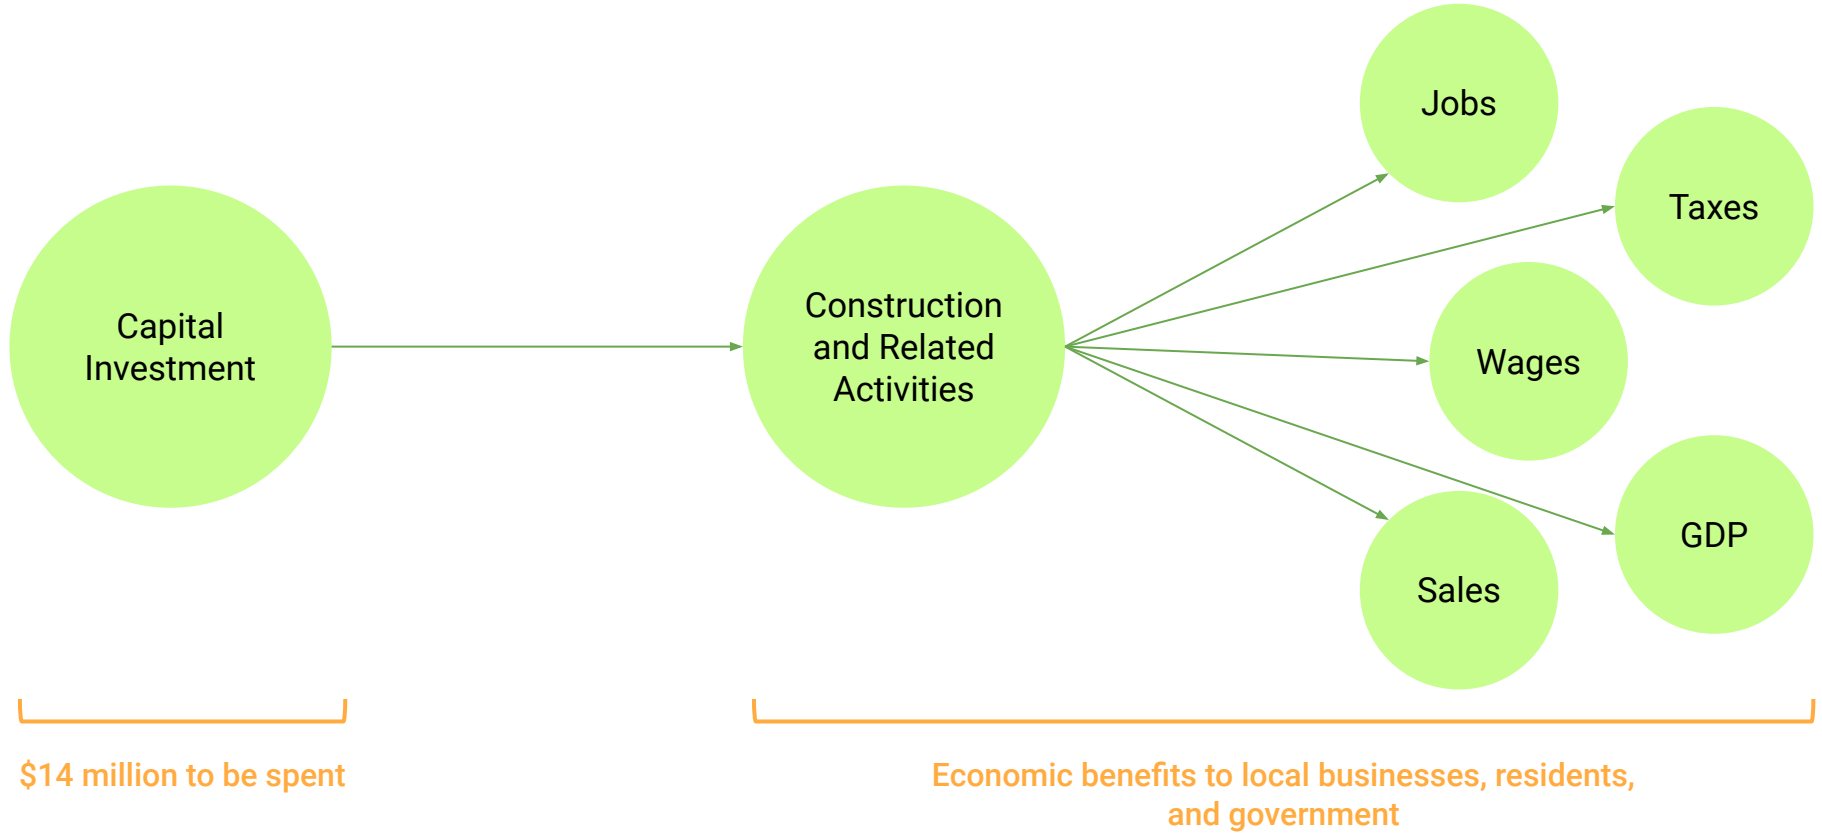 Jobs
Taxes
Capital
Investment
Construction
and Related
Activities
Wages
GDP
Sales
$14 million to be spent
Economic benefits to local businesses, residents,
and government